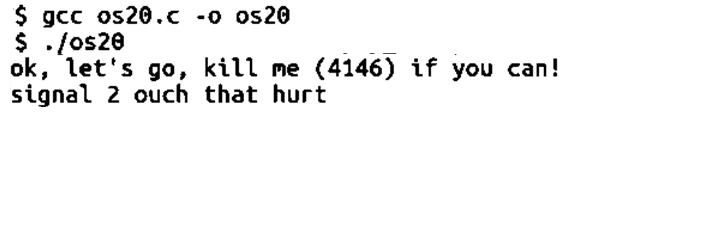 $ gcc os20.c -o os20
$ ./os20
ok, let's go, kill me (4146) if you can!
signal 2 ouch that hurt